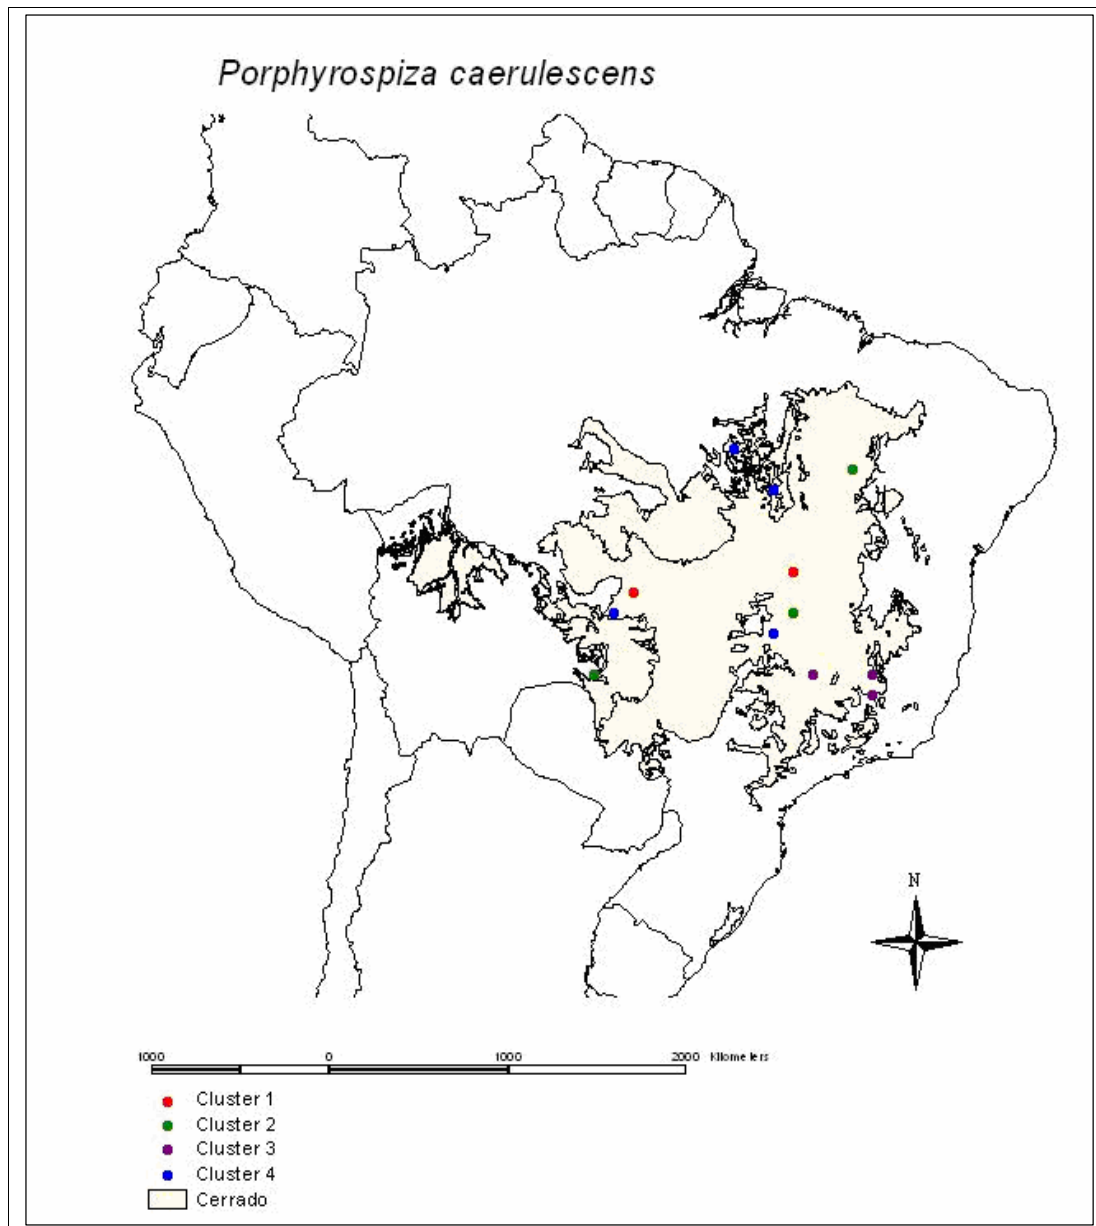 Porphyrospiza caerulescens
N
1000 0 1000 2000 Kilometers
Cluster 1
Cluster 2
Cluster 3
Cluster 4
Cerrado